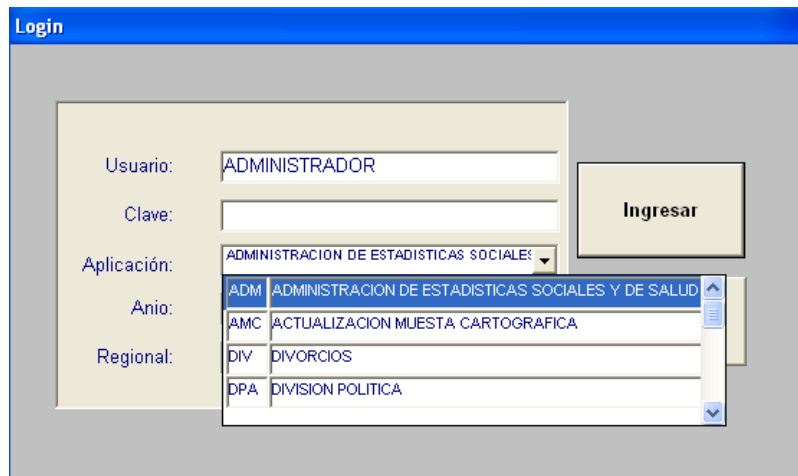 Login
Usuario: ADMINISTRADOR
Clave:
Ingresar
Aplicación: ADMINISTRACION DE ESTADISTICAS SOCIALES
ADM ADMINISTRACION DE ESTADISTICAS SOCIALES Y DE SALUD
Anio:
AMC ACTUALIZACION MUESTA CARTOGRAFICA
Regional:
DIV DIVORCIOS
DPA DIVISION POLITICA